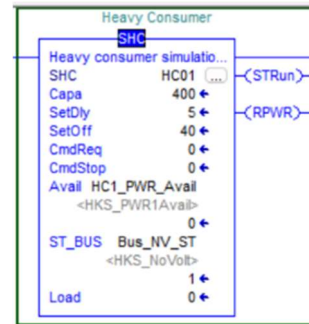 Heavy Consumer
SHC
Heavy consumer simulatio...
SHC HC01 ...
(STRun)
Capa 400
SetDly 5
(RPWR)
SetOff 40
CmdReq 0
CmdStop 0
Avail HC1_PWR_Avail
<HKS_PWR1Avail>
0
ST_BUS Bus_NV_ST
<HKS_NoVolt>
1
Load 0